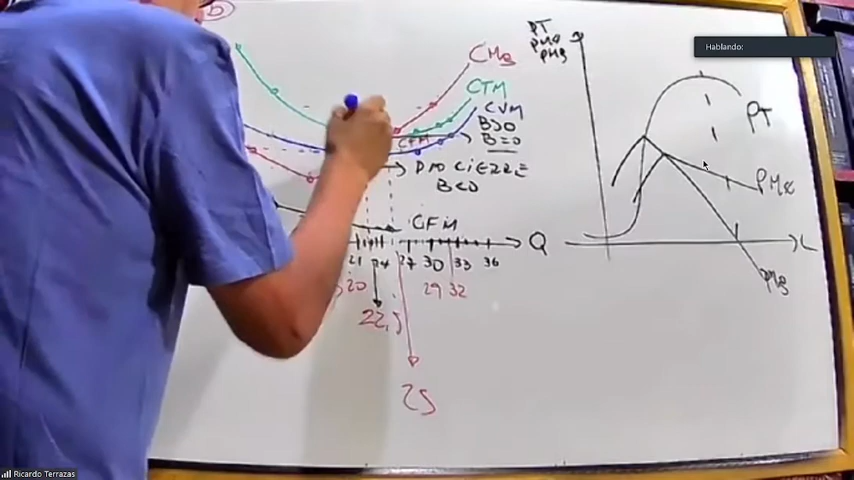 b
CMg
CTM
CVM
B>0
B=0
PTO CIERRE
B<0
CFM
Q
21 24 27 30 33 36
20
29 32
22,5
25
PT
PMe
PMg
PT
PMe
L
PMg
Hablando:
Ricardo Terrazas